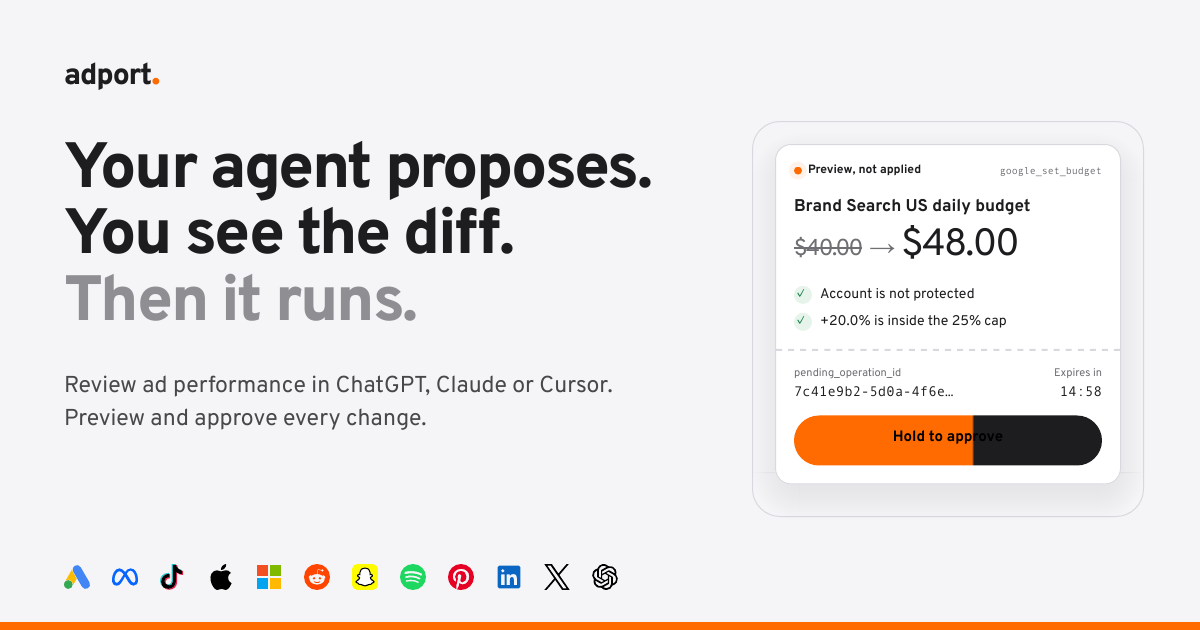 adport.
Your agent proposes.
You see the diff.
Then it runs.
Review ad performance in ChatGPT, Claude or Cursor.
Preview and approve every change.
Preview, not applied
google_set_budget
Brand Search US daily budget
$40.00 → $48.00
✓ Account is not protected
✓ +20.0% is inside the 25% cap
pending_operation_id
Expires in
7c41e9b2-5d0a-4f6e…
14:58
Hold to approve
in